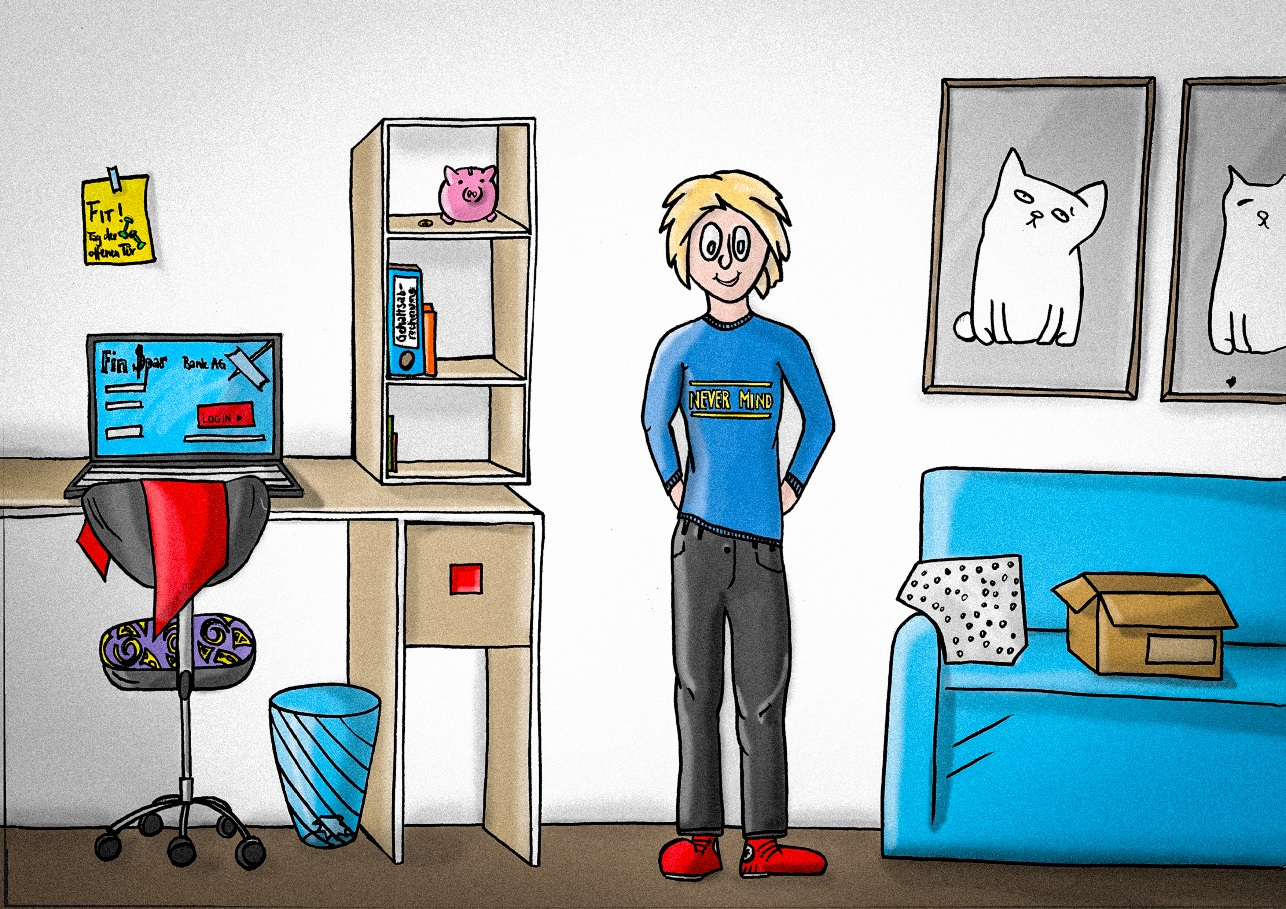 FIT!
Tag der
offenen Tür
Fin Spar Bank AG
LOGIN
Gehaltsab-
rechnung
NEVER MIND